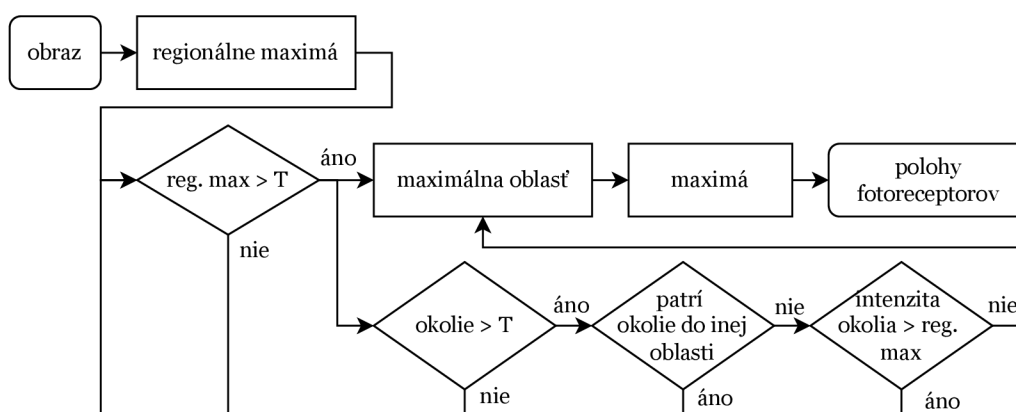 obraz
regionálne maximá
reg. max > T
áno
nie
maximálna oblasť
maximá
polohy
fotoreceptorov
okolie > T
áno
nie
patrí
okolie do inej
oblasti
nie
áno
intenzita
okolia > reg.
max
nie
áno